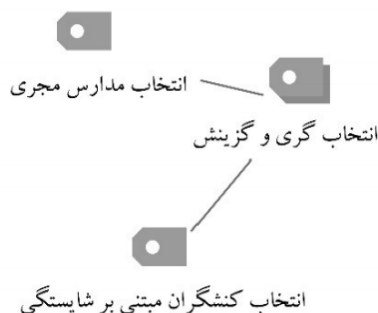 انتخاب مدارس مجری
انتخاب گری و گزینش
انتخاب کنشگران مبتنی بر شایستگی